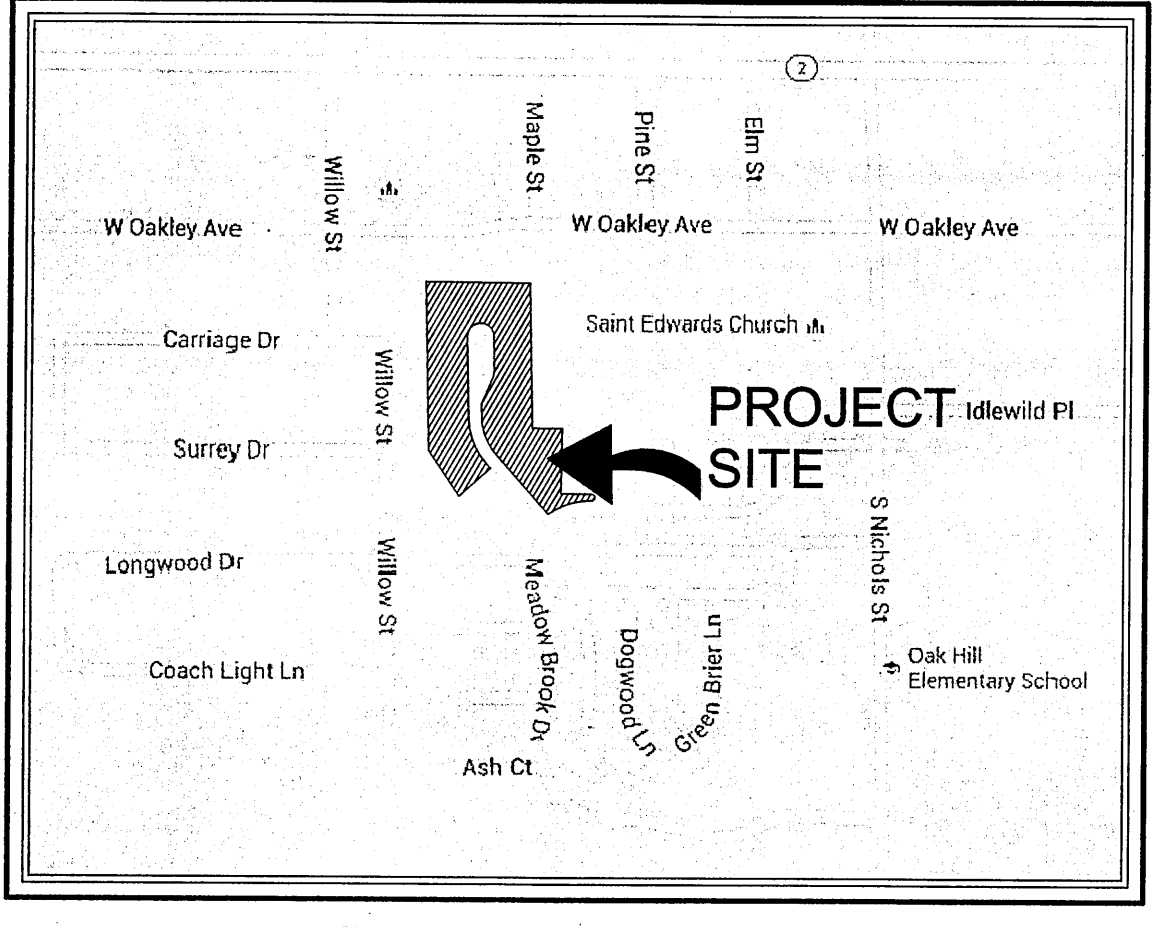 2
Maple St
Pine St
Elm St
Willow St
W Oakley Ave
W Oakley Ave
W Oakley Ave
Saint Edwards Church
Carriage Dr
Willow St
PROJECT
SITE
Idlewild Pl
Surrey Dr
S Nichols St
Longwood Dr
Willow St
Meadow Brook Dr
Dogwood Ln
Green Brier Ln
Oak Hill
Elementary School
Coach Light Ln
Ash Ct